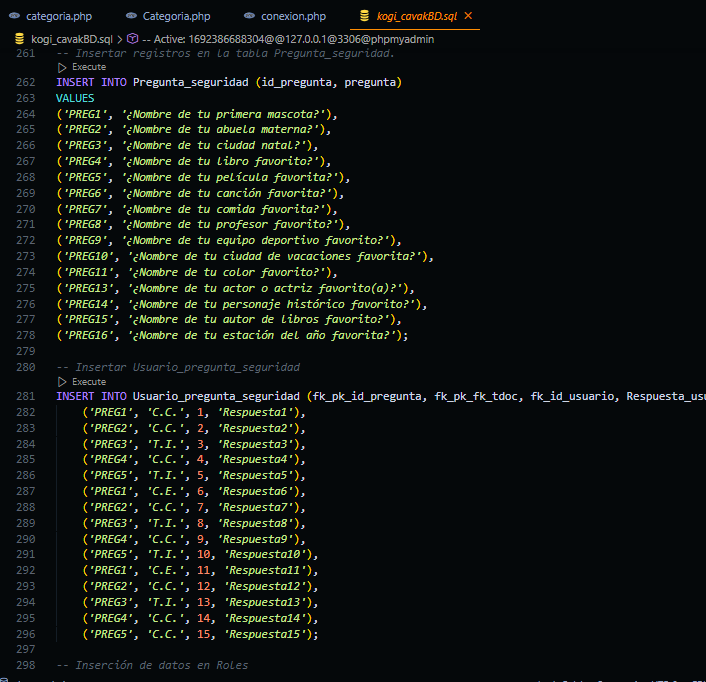 categoria.php Categoria.php conexion.php kogi_cavakBD.sql ×
kogi_cavakBD.sql > -- Active: 1692386688304@@127.0.0.1@3306@phpmyadmin
261 -- Insertar registros en la tabla Pregunta_seguridad.
Execute
262 INSERT INTO Pregunta_seguridad (id_pregunta, pregunta)
263 VALUES
264 ('PREG1', '¿Nombre de tu primera mascota?'),
265 ('PREG2', '¿Nombre de tu abuela materna?'),
266 ('PREG3', '¿Nombre de tu ciudad natal?'),
267 ('PREG4', '¿Nombre de tu libro favorito?'),
268 ('PREG5', '¿Nombre de tu película favorita?'),
269 ('PREG6', '¿Nombre de tu canción favorita?'),
270 ('PREG7', '¿Nombre de tu comida favorita?'),
271 ('PREG8', '¿Nombre de tu profesor favorito?'),
272 ('PREG9', '¿Nombre de tu equipo deportivo favorito?'),
273 ('PREG10', '¿Nombre de tu ciudad de vacaciones favorita?'),
274 ('PREG11', '¿Nombre de tu color favorito?'),
275 ('PREG13', '¿Nombre de tu actor o actriz favorito(a)?'),
276 ('PREG14', '¿Nombre de tu personaje histórico favorito?'),
277 ('PREG15', '¿Nombre de tu autor de libros favorito?'),
278 ('PREG16', '¿Nombre de tu estación del año favorita?');
279
280 -- Insertar Usuario_pregunta_seguridad
Execute
281 INSERT INTO Usuario_pregunta_seguridad (fk_pk_id_pregunta, fk_pk_fk_tdoc, fk_id_usuario, Respuesta_usu
282 ('PREG1', 'C.C.', 1, 'Respuesta1'),
283 ('PREG2', 'C.C.', 2, 'Respuesta2'),
284 ('PREG3', 'T.I.', 3, 'Respuesta3'),
285 ('PREG4', 'C.C.', 4, 'Respuesta4'),
286 ('PREG5', 'T.I.', 5, 'Respuesta5'),
287 ('PREG1', 'C.E.', 6, 'Respuesta6'),
288 ('PREG2', 'C.C.', 7, 'Respuesta7'),
289 ('PREG3', 'T.I.', 8, 'Respuesta8'),
290 ('PREG4', 'C.C.', 9, 'Respuesta9'),
291 ('PREG5', 'T.I.', 10, 'Respuesta10'),
292 ('PREG1', 'C.E.', 11, 'Respuesta11'),
293 ('PREG2', 'C.C.', 12, 'Respuesta12'),
294 ('PREG3', 'T.I.', 13, 'Respuesta13'),
295 ('PREG4', 'C.C.', 14, 'Respuesta14'),
296 ('PREG5', 'C.C.', 15, 'Respuesta15');
297
298 -- Inserción de datos en Roles